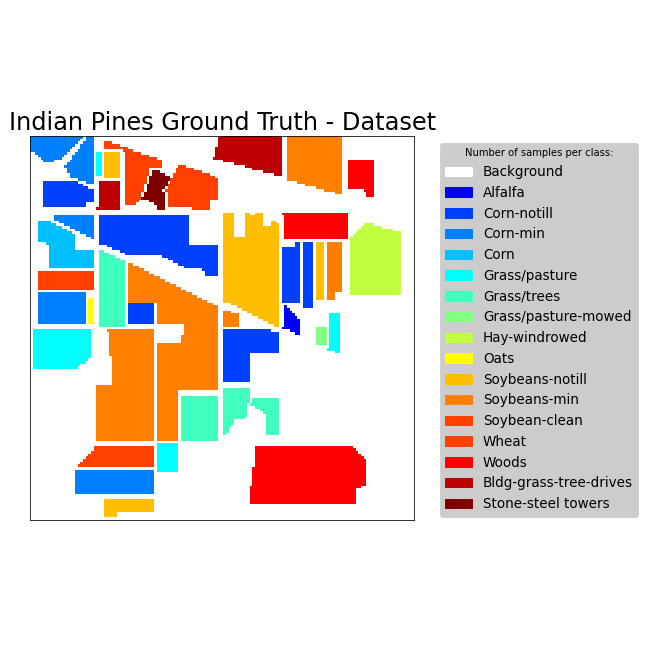 Indian Pines Ground Truth - Dataset
Number of samples per class:
Background
Alfalfa
Corn-notill
Corn-min
Corn
Grass/pasture
Grass/trees
Grass/pasture-mowed
Hay-windrowed
Oats
Soybeans-notill
Soybeans-min
Soybean-clean
Wheat
Woods
Bldg-grass-tree-drives
Stone-steel towers